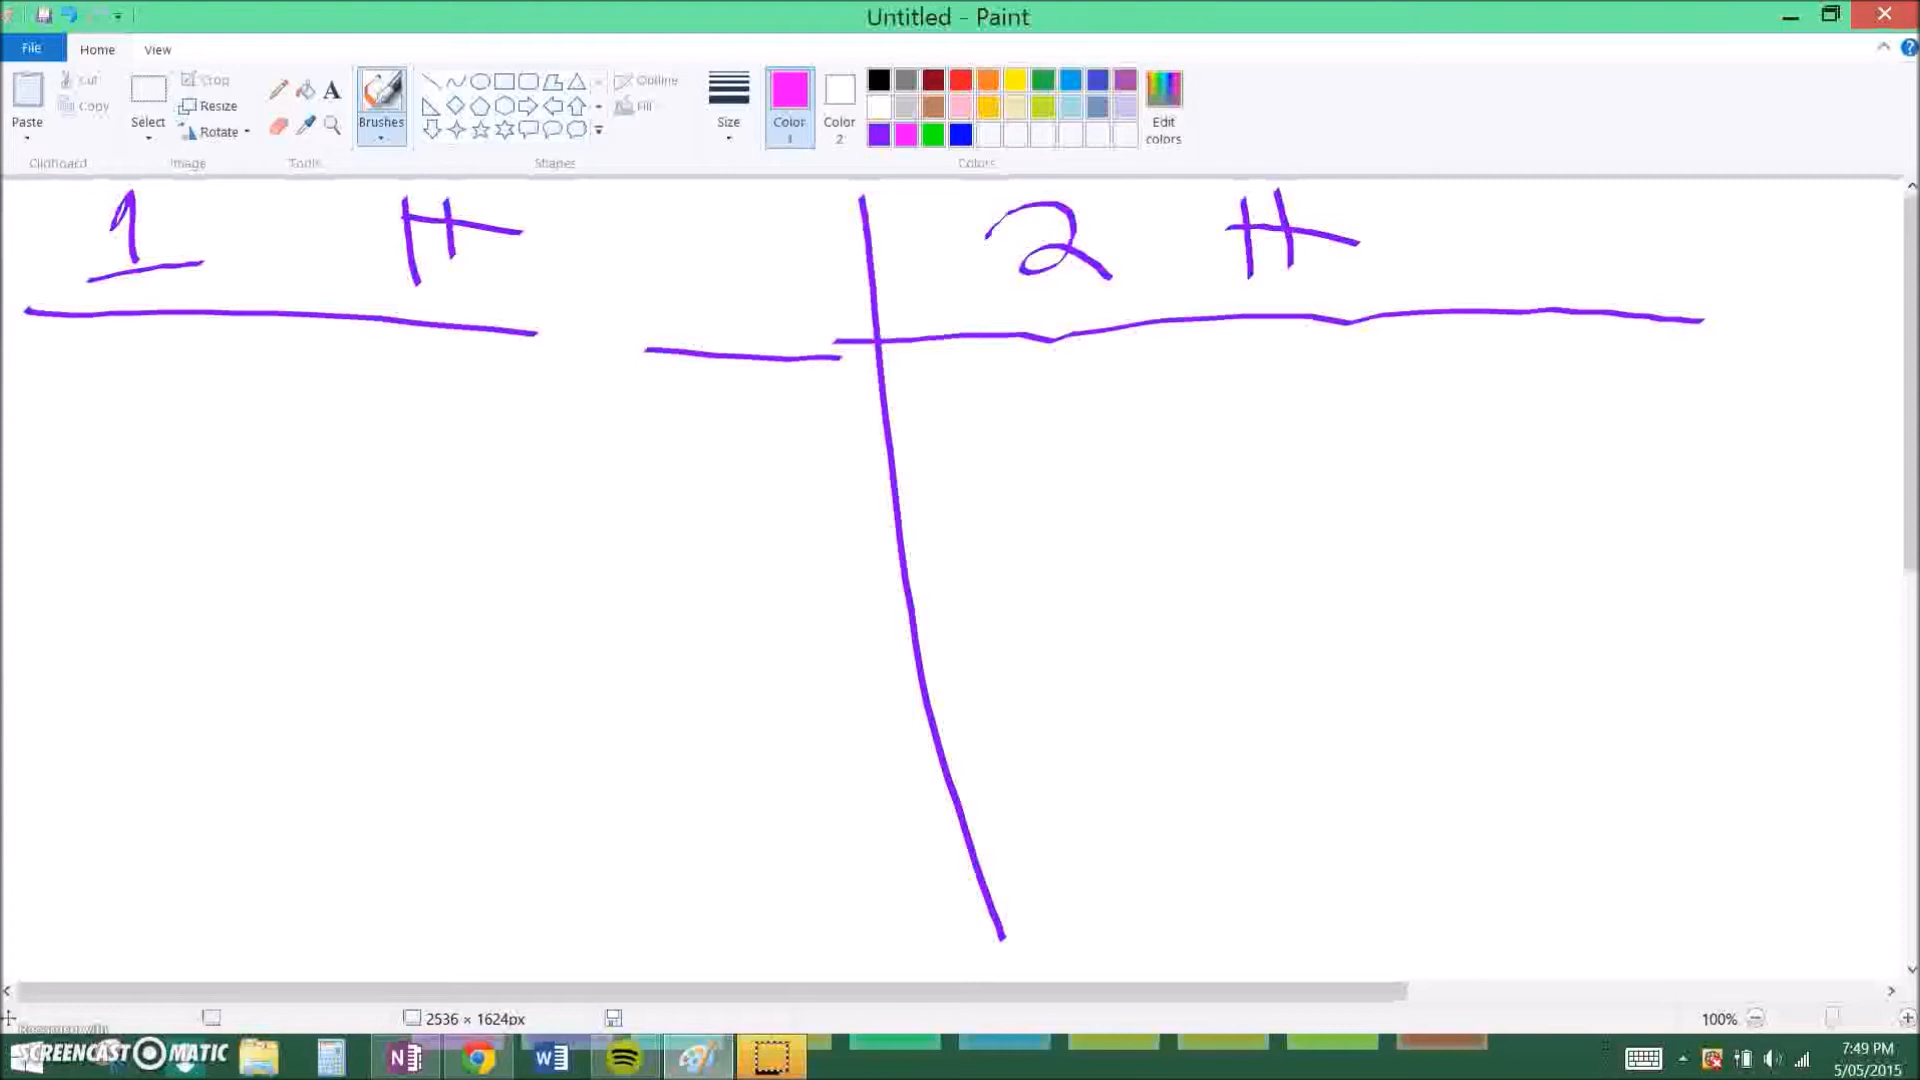 Untitled - Paint
File Home View
Paste
Cut
Copy
Clipboard
Select
Crop
Resize
Rotate
Image
A
Tools
Brushes
Shapes
Outline
Fill
Size
Color 1
Color 2
Colors
Edit colors
1 H 2 H
2536 × 1624px
100%
SCREENCAST MATIC
N W
7:49 PM
5/05/2015